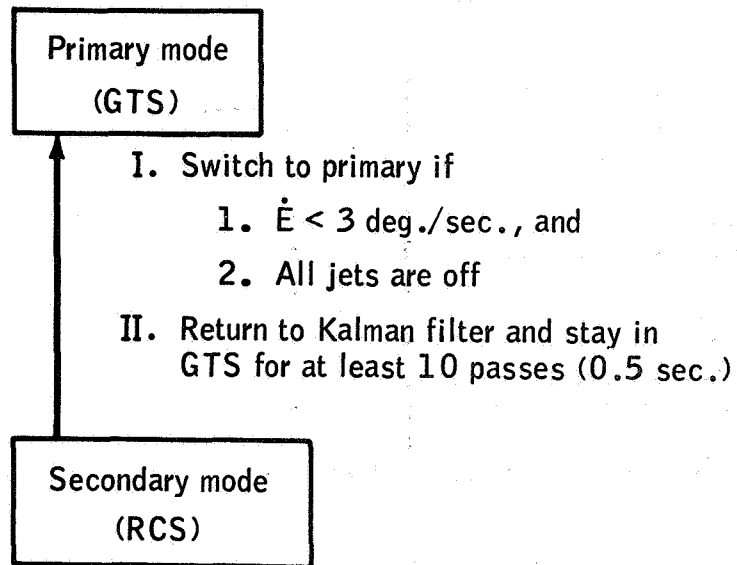 Primary mode
(GTS)
I. Switch to primary if
1. Ė < 3 deg./sec., and
2. All jets are off
II. Return to Kalman filter and stay in
GTS for at least 10 passes (0.5 sec.)
Secondary mode
(RCS)